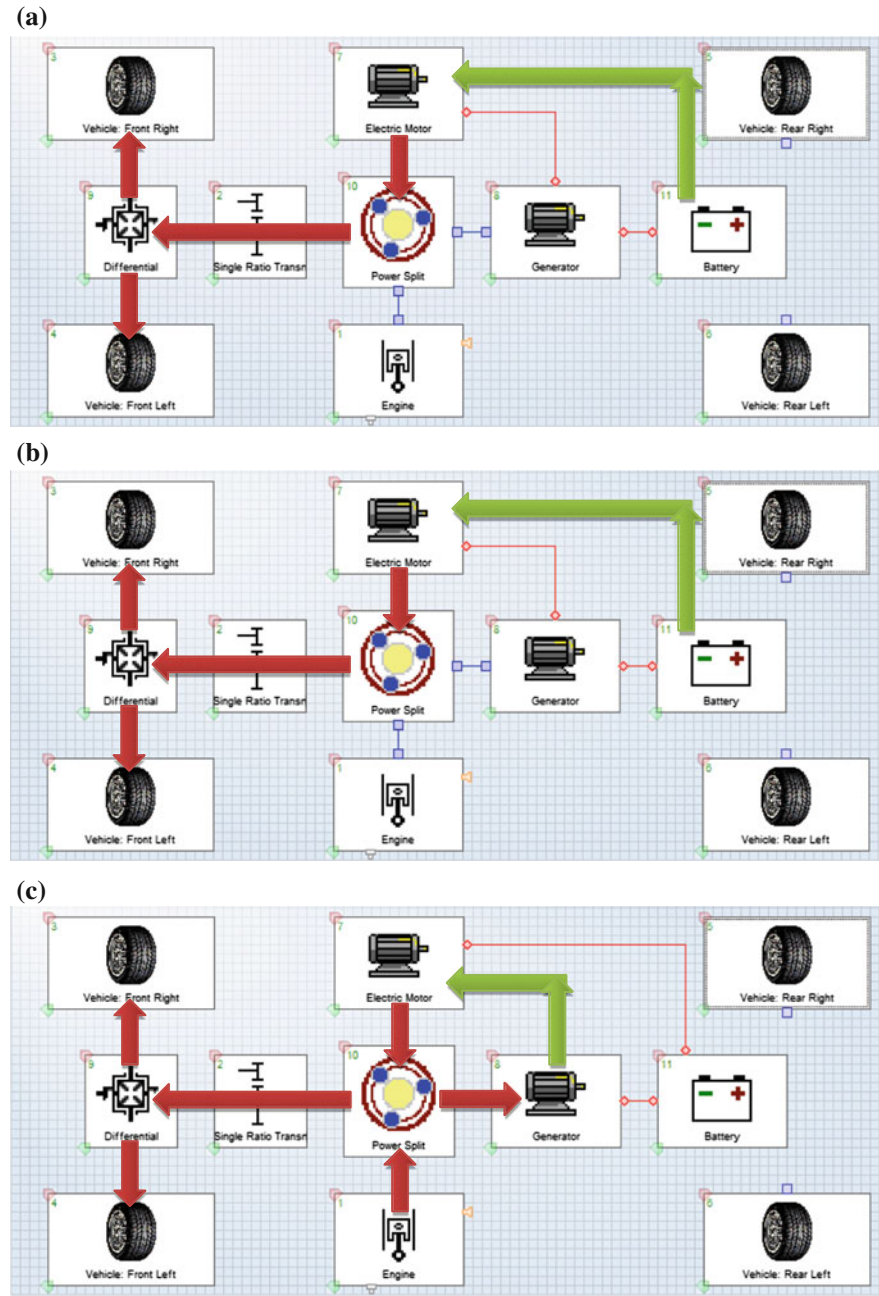 (a)
3 7 5
Vehicle: Front Right Electric Motor Vehicle: Rear Right
9 2 10 8 11
Differential Single Ratio Transn Power Split Generator Battery
4 1 6
Vehicle: Front Left Engine Vehicle: Rear Left
(b)
3 7 5
Vehicle: Front Right Electric Motor Vehicle: Rear Right
9 2 10 8 11
Differential Single Ratio Transn Power Split Generator Battery
4 1 6
Vehicle: Front Left Engine Vehicle: Rear Left
(c)
3 7 5
Vehicle: Front Right Electric Motor Vehicle: Rear Right
9 2 10 8 11
Differential Single Ratio Transn Power Split Generator Battery
4 1 6
Vehicle: Front Left Engine Vehicle: Rear Left